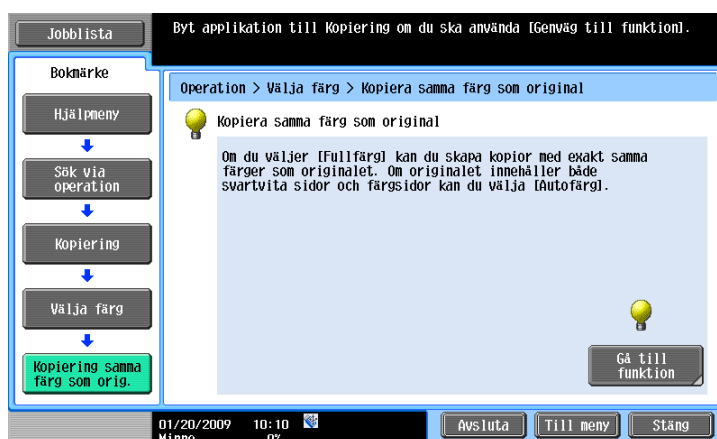 Jobblista
Byt applikation till Kopiering om du ska använda [Genväg till funktion].
Bokmärke
Operation > Välja färg > Kopiera samma färg som original
Hjälpmeny
Kopiera samma färg som original
Om du väljer [Fullfärg] kan du skapa kopior med exakt samma
färger som originalet. Om originalet innehåller både
svartvita sidor och färgsidor kan du välja [Autofärg].
Sök via
operation
Kopiering
Välja färg
Kopiering samma
färg som orig.
Gå till
funktion
01/20/2009 10:10
Minne 0%
Avsluta
Till meny
Stäng